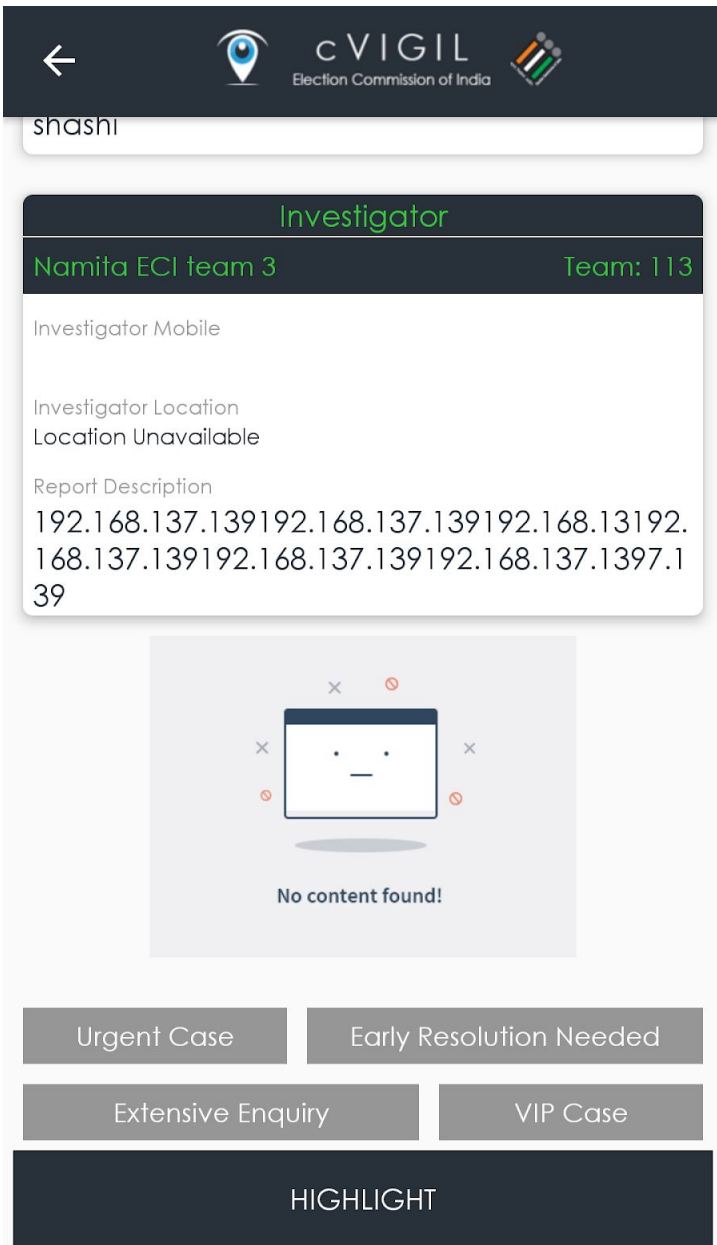 cVIGIL
Election Commission of India
shashi
Investigator
Namita ECI team 3 Team: 113
Investigator Mobile
Investigator Location
Location Unavailable
Report Description
192.168.137.139192.168.137.139192.168.13192.
168.137.139192.168.137.139192.168.137.1397.1
39
No content found!
Urgent Case Early Resolution Needed
Extensive Enquiry VIP Case
HIGHLIGHT